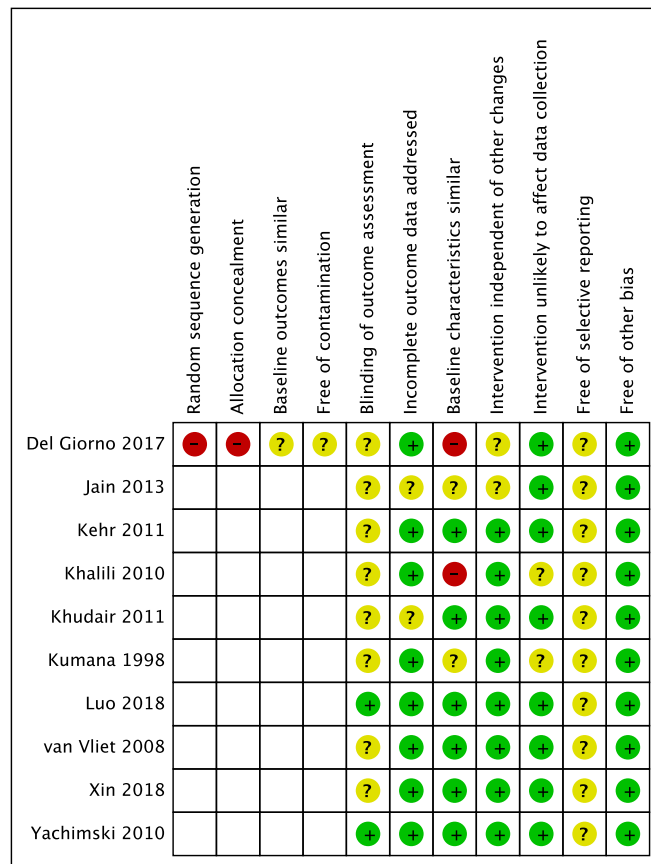 Random sequence generation
Allocation concealment
Baseline outcomes similar
Free of contamination
Blinding of outcome assessment
Incomplete outcome data addressed
Baseline characteristics similar
Intervention independent of other changes
Intervention unlikely to affect data collection
Free of selective reporting
Free of other bias
Del Giorno 2017 - - ? ? ? + - ? + ? +
Jain 2013 ? ? ? ? + ? +
Kehr 2011 ? + + + + ? +
Khalili 2010 ? + - + ? ? +
Khudair 2011 ? ? + + + ? +
Kumana 1998 ? + ? + ? ? +
Luo 2018 + + + + + ? +
van Vliet 2008 ? + + + + ? +
Xin 2018 ? + + + + ? +
Yachimski 2010 + + + + + ? +